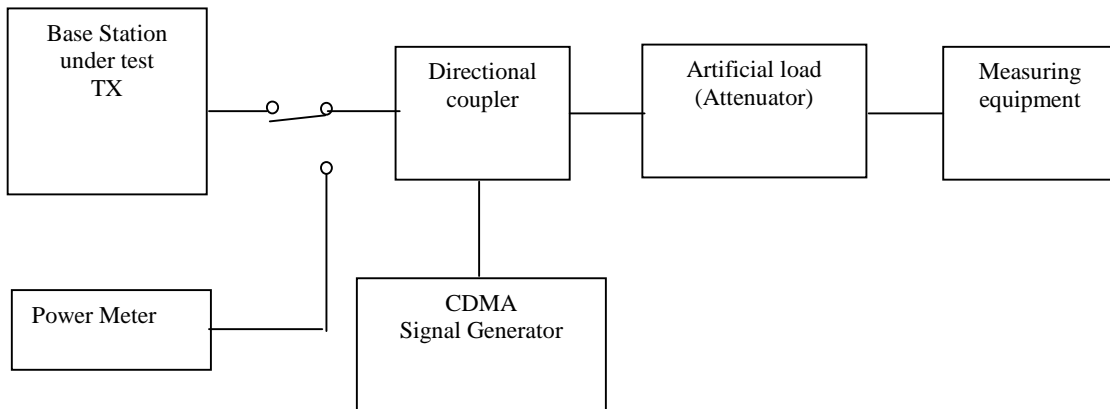 Base Station
under test
TX
Directional
coupler
Artificial load
(Attenuator)
Measuring
equipment
Power Meter
CDMA
Signal Generator